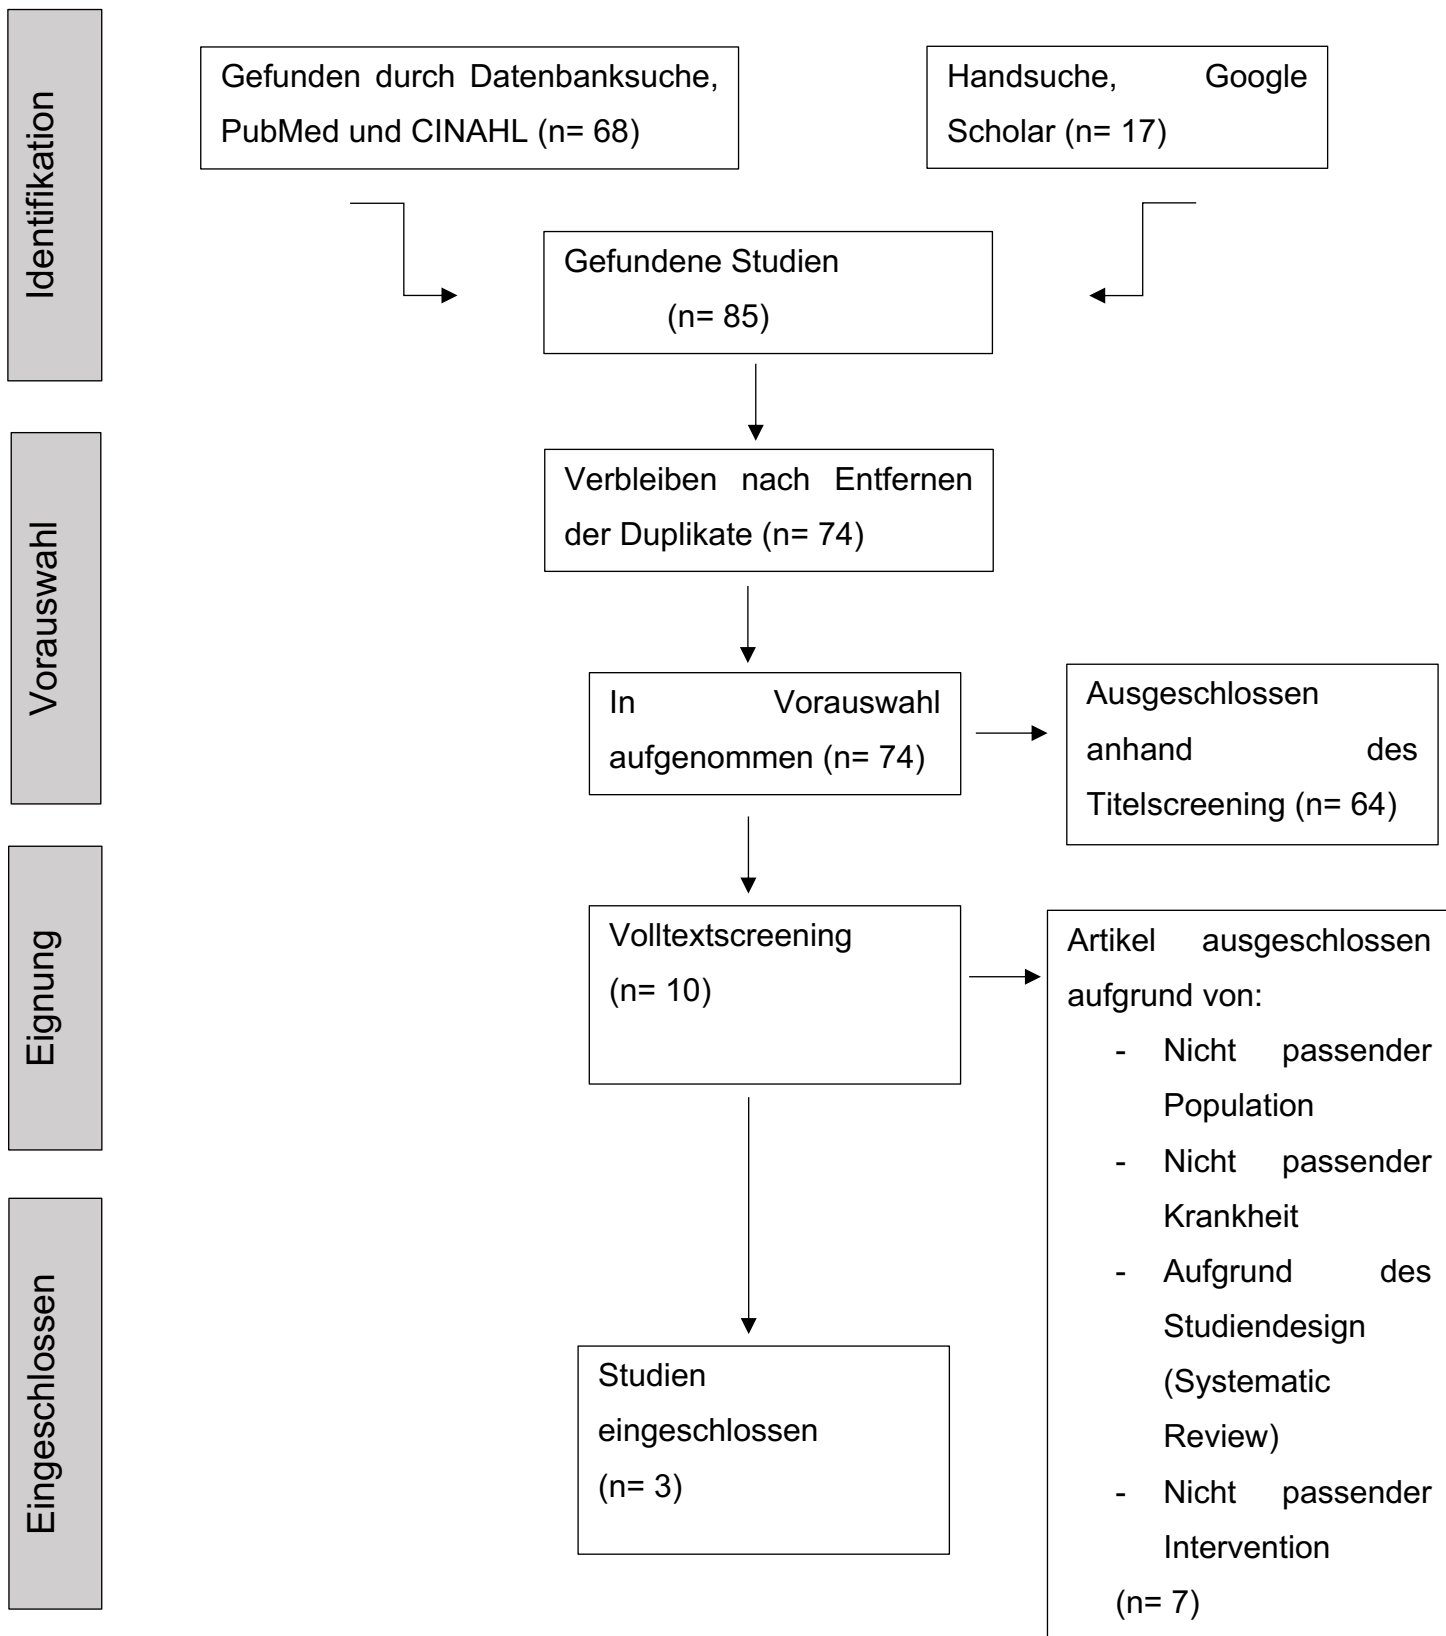 Identifikation
Gefunden durch Datenbanksuche,
PubMed und CINAHL (n= 68)
Handsuche, Google
Scholar (n= 17)
Gefundene Studien
(n= 85)
Vorauswahl
Verbleiben nach Entfernen
der Duplikate (n= 74)
In Vorauswahl
aufgenommen (n= 74)
Ausgeschlossen
anhand des
Titelscreening (n= 64)
Eignung
Volltextscreening
(n= 10)
Artikel ausgeschlossen
aufgrund von:
- Nicht passender
Population
- Nicht passender
Krankheit
- Aufgrund des
Studiendesign
(Systematic
Review)
- Nicht passender
Intervention
(n= 7)
Eingeschlossen
Studien
eingeschlossen
(n= 3)